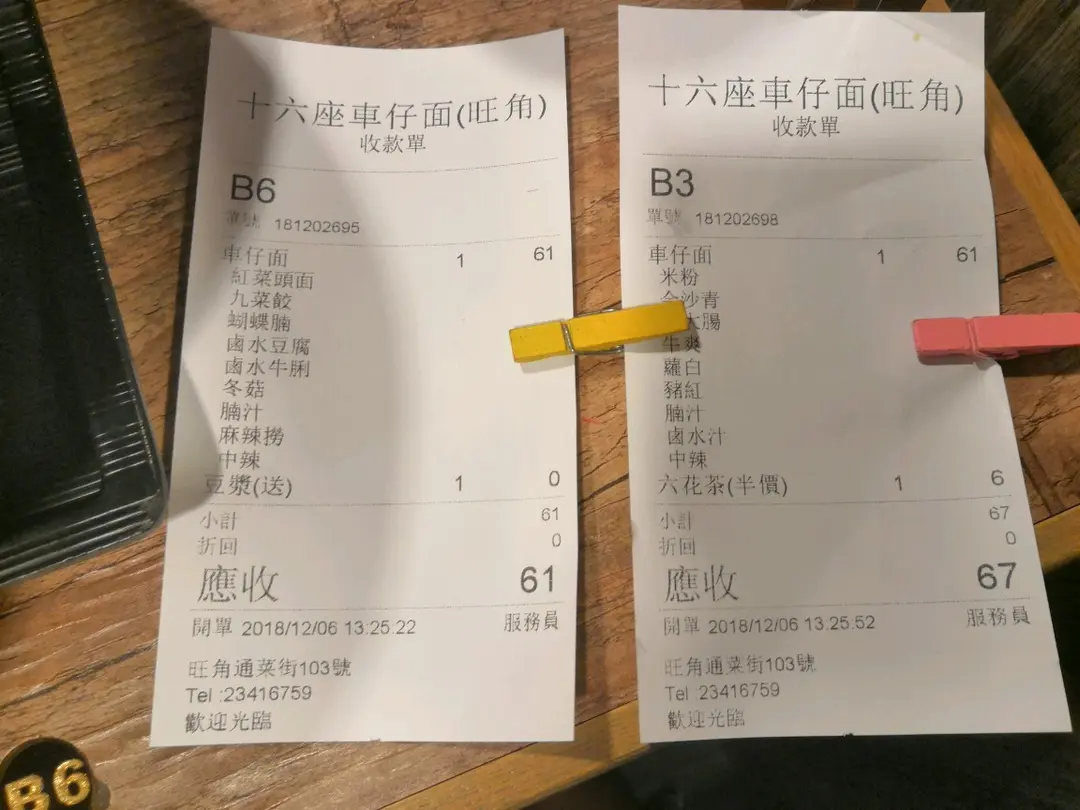 十六座車仔面(旺角)
收款單
B6
單號 181202695
車仔面 1 61
紅菜頭面
九菜餃
蝴蝶腩
鹵水豆腐
鹵水牛脷
冬菇
腩汁
麻辣撈
中辣
豆漿(送) 1 0
小計 61
折回 0
應收 61
開單 2018/12/06 13:25:22 服務員
旺角通菜街103號
Tel :23416759
歡迎光臨
十六座車仔面(旺角)
收款單
B3
單號 181202698
車仔面 1 61
米粉
金沙青
大腸
牛爽
蘿白
豬紅
腩汁
鹵水汁
中辣
六花茶(半價) 1 6
小計 67
折回 0
應收 67
開單 2018/12/06 13:25:52 服務員
旺角通菜街103號
Tel :23416759
歡迎光臨
B6